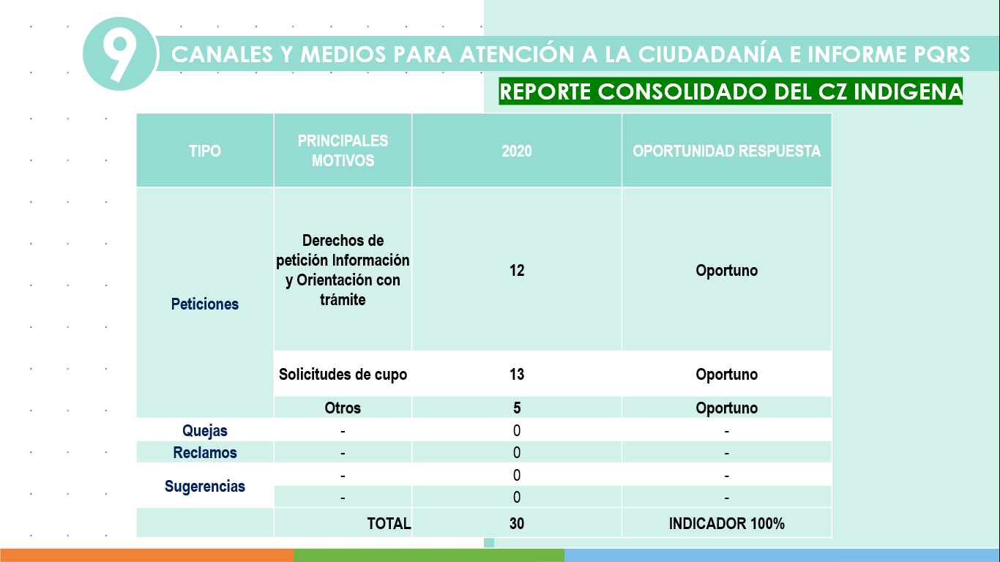 9
CANALES Y MEDIOS PARA ATENCIÓN A LA CIUDADANÍA E INFORME PQRS
REPORTE CONSOLIDADO DEL CZ INDIGENA
TIPO
PRINCIPALES
MOTIVOS
2020
OPORTUNIDAD RESPUESTA
Peticiones
Derechos de
petición Información
y Orientación con
trámite
12
Oportuno
Solicitudes de cupo
13
Oportuno
Otros
5
Oportuno
Quejas
-
0
-
Reclamos
-
0
-
Sugerencias
-
0
-
-
0
-
TOTAL
30
INDICADOR 100%